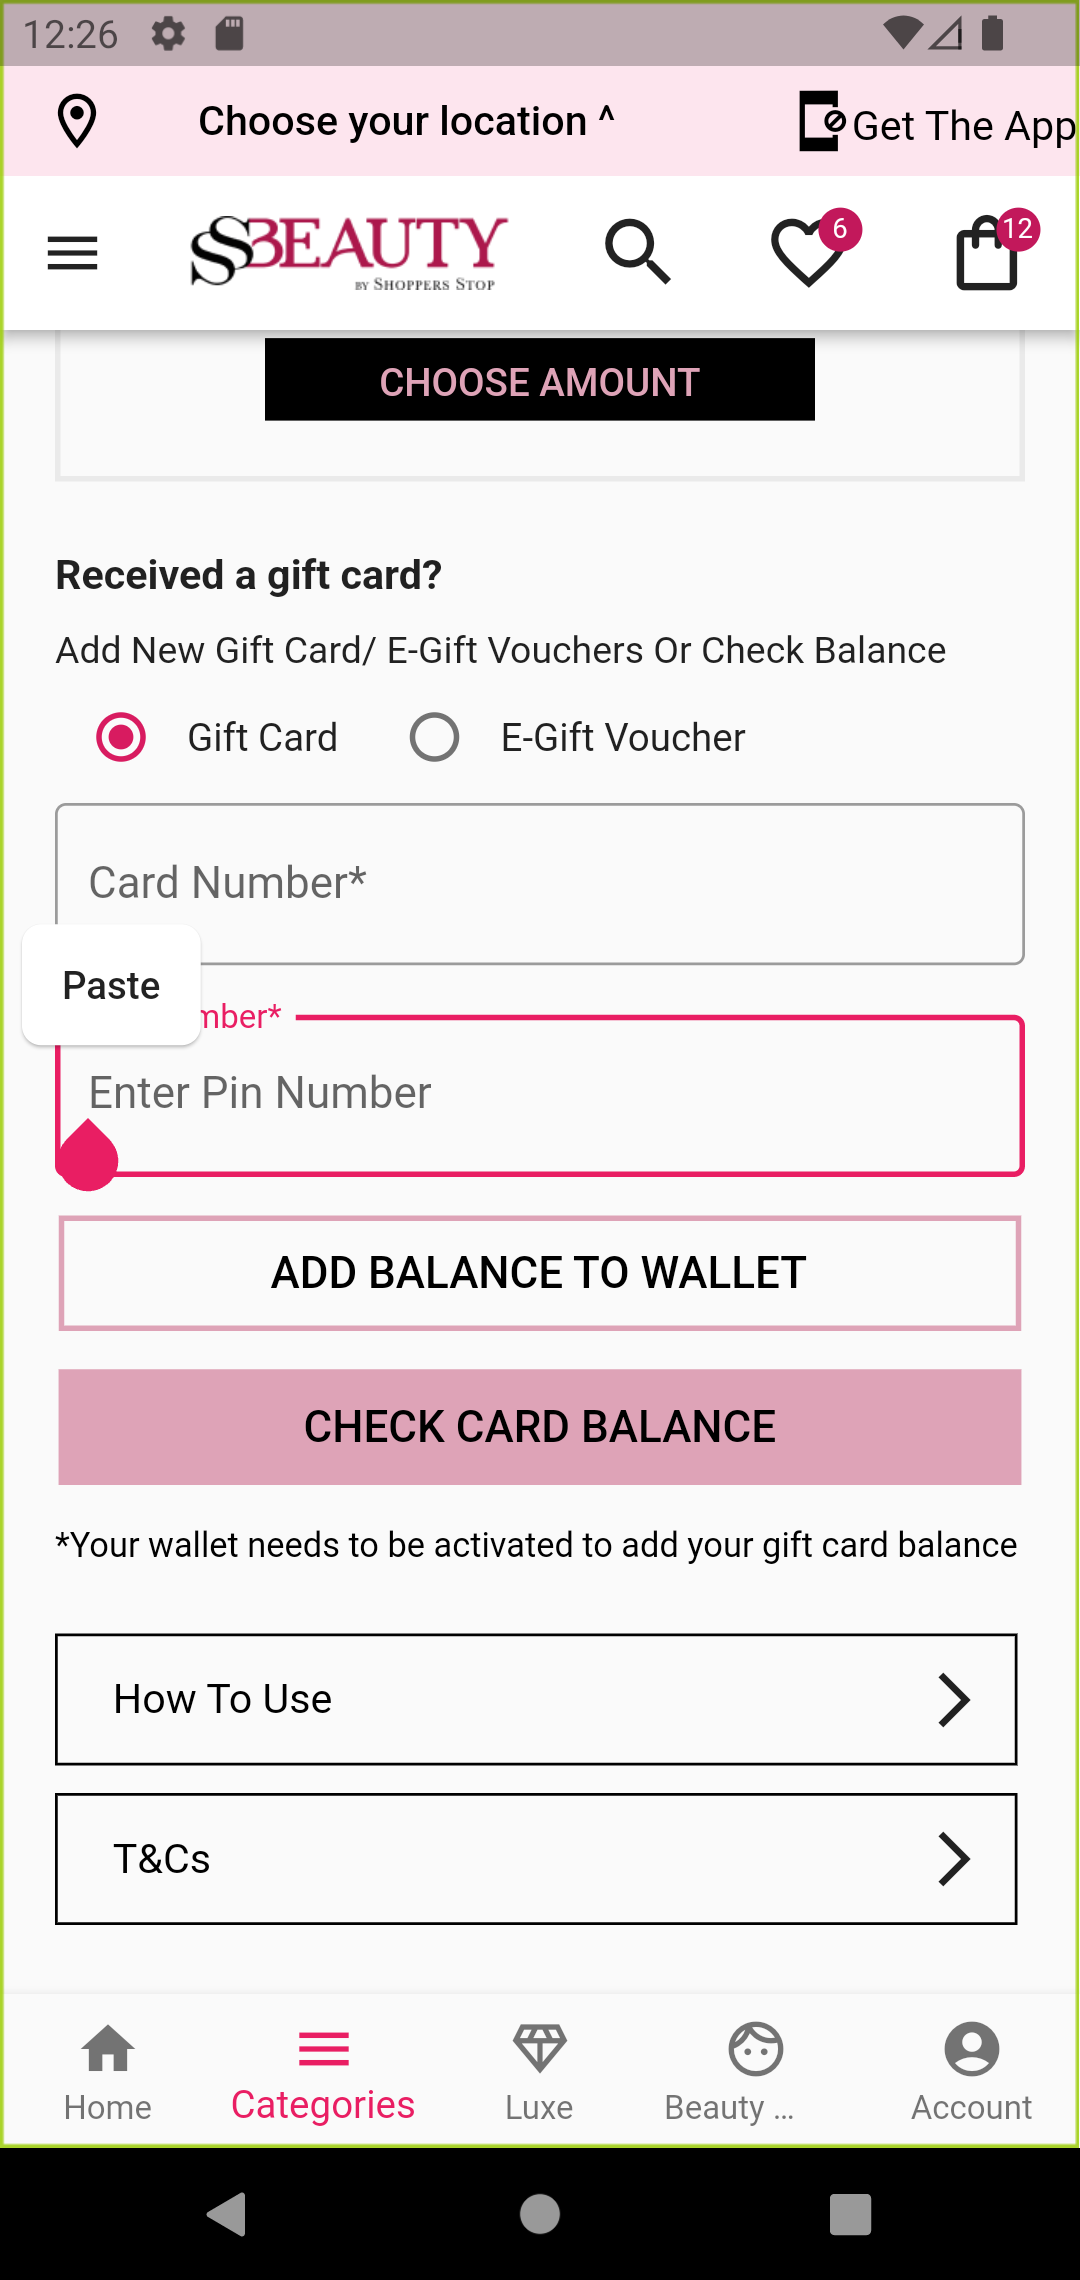 12:26
Choose your location ^
Get The App
SSBEAUTY
BY SHOPPERS STOP
6
12
CHOOSE AMOUNT
Received a gift card?
Add New Gift Card/ E-Gift Vouchers Or Check Balance
Gift Card
E-Gift Voucher
Card Number*
Paste
mber*
Enter Pin Number
ADD BALANCE TO WALLET
CHECK CARD BALANCE
*Your wallet needs to be activated to add your gift card balance
How To Use
T&Cs
Home
Categories
Luxe
Beauty ...
Account